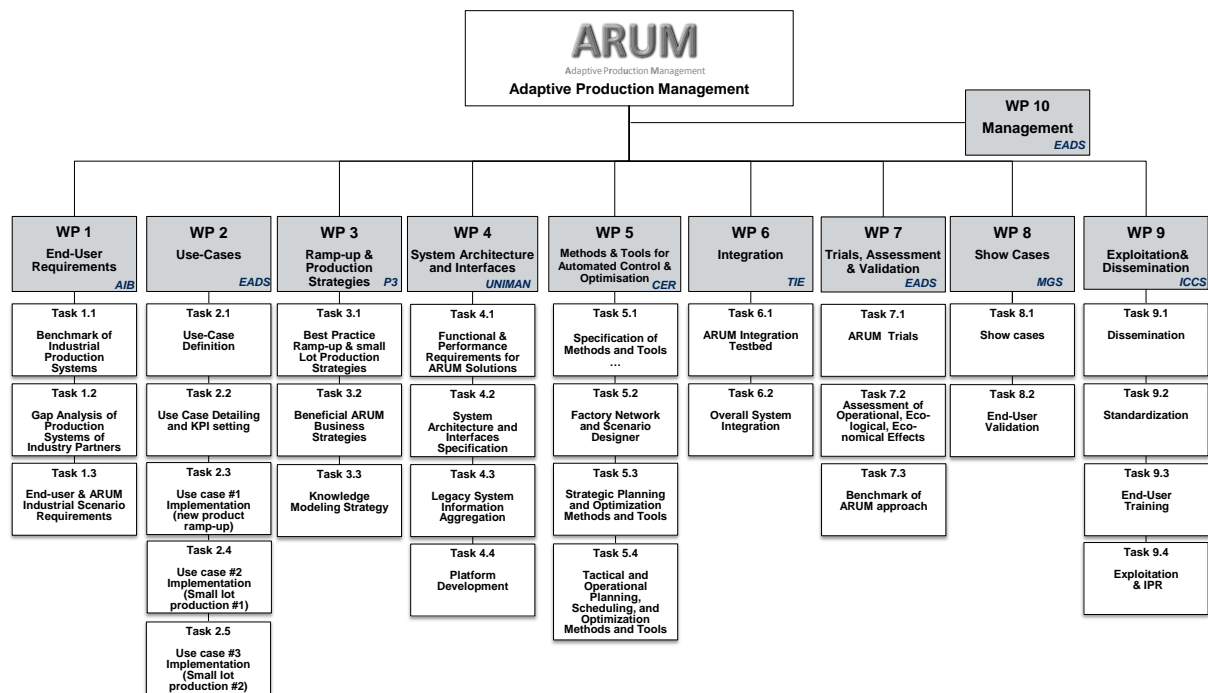 ARUM
Adaptive Production Management
Adaptive Production Management
WP 10
Management
EADS
WP 1
End-User
Requirements
AIB
Task 1.1
Benchmark of
Industrial
Production
Systems
Task 1.2
Gap Analysis of
Production
Systems of
Industry Partners
Task 1.3
End-user & ARUM
Industrial Scenario
Requirements
WP 2
Use-Cases
EADS
Task 2.1
Use-Case
Definition
Task 2.2
Use Case Detailing
and KPI setting
Task 2.3
Use case #1
Implementation
(new product
ramp-up)
Task 2.4
Use case #2
Implementation
(Small lot
production #1)
Task 2.5
Use case #3
Implementation
(Small lot
production #2)
WP 3
Ramp-up &
Production
Strategies P3
Task 3.1
Best Practice
Ramp-up & small
Lot Production
Strategies
Task 3.2
Beneficial ARUM
Business
Strategies
Task 3.3
Knowledge
Modeling Strategy
WP 4
System Architecture
and Interfaces
UNIMAN
Task 4.1
Functional &
Performance
Requirements for
ARUM Solutions
Task 4.2
System
Architecture and
Interfaces
Specification
Task 4.3
Legacy System
Information
Aggregation
Task 4.4
Platform
Development
WP 5
Methods & Tools for
Automated Control &
Optimisation CER
Task 5.1
Specification of
Methods and Tools
…
Task 5.2
Factory Network
and Scenario
Designer
Task 5.3
Strategic Planning
and Optimization
Methods and Tools
Task 5.4
Tactical and
Operational
Planning,
Scheduling, and
Optimization
Methods and Tools
WP 6
Integration
TIE
Task 6.1
ARUM Integration
Testbed
Task 6.2
Overall System
Integration
WP 7
Trials, Assessment
& Validation
EADS
Task 7.1
ARUM Trials
Task 7.2
Assessment of
Operational, Eco-
logical, Eco-
nomical Effects
Task 7.3
Benchmark of
ARUM approach
WP 8
Show Cases
MGS
Task 8.1
Show cases
Task 8.2
End-User
Validation
WP 9
Exploitation&
Dissemination
ICCS
Task 9.1
Dissemination
Task 9.2
Standardization
Task 9.3
End-User
Training
Task 9.4
Exploitation
& IPR